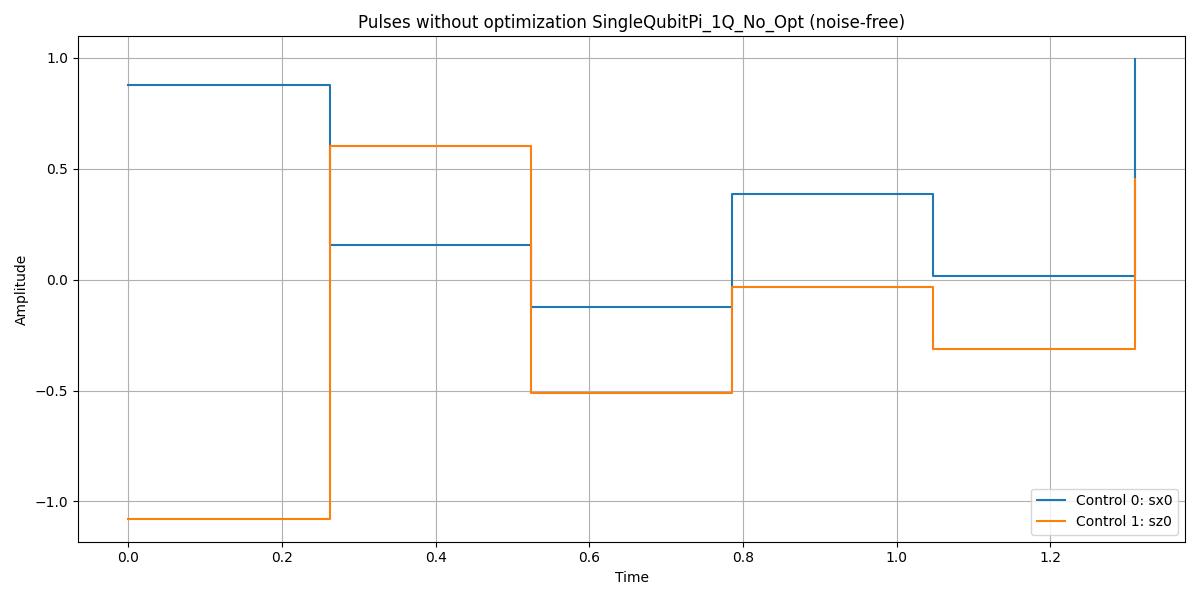 Pulses without optimization SingleQubitPi_1Q_No_Opt (noise-free)
1.0
0.5
0.0
−0.5
−1.0
Amplitude
Control 0: sx0
Control 1: sz0
0.0 0.2 0.4 0.6 0.8 1.0 1.2
Time